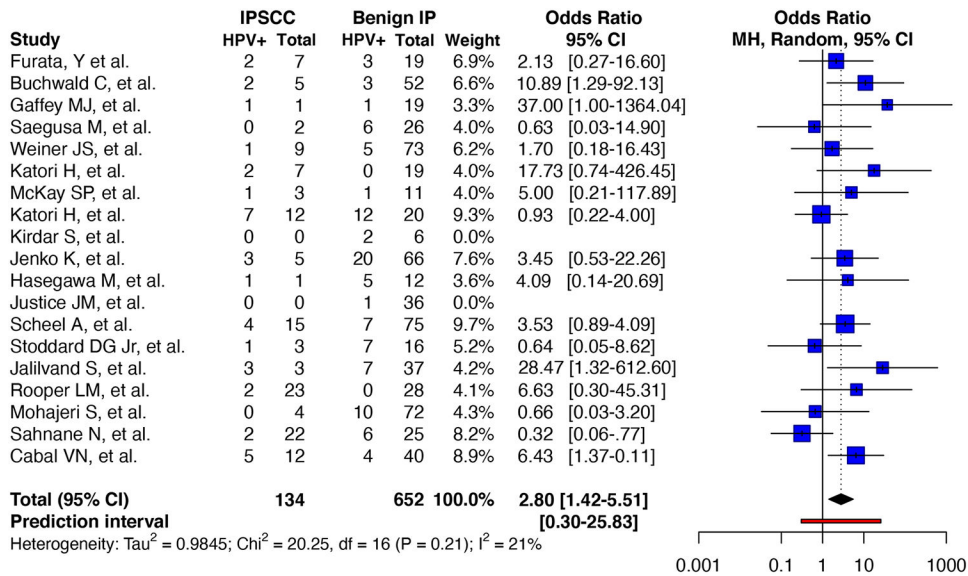 IPSCC Benign IP Odds Ratio Odds Ratio
Study HPV+ Total HPV+ Total Weight 95% CI MH, Random, 95% CI
Furata, Y et al. 2 7 3 19 6.9% 2.13 [0.27-16.60]
Buchwald C, et al. 2 5 3 52 6.6% 10.89 [1.29-92.13]
Gaffey MJ, et al. 1 1 1 19 3.3% 37.00 [1.00-1364.04]
Saegusa M, et al. 0 2 6 26 4.0% 0.63 [0.03-14.90]
Weiner JS, et al. 1 9 5 73 6.2% 1.70 [0.18-16.43]
Katori H, et al. 2 7 0 19 4.0% 17.73 [0.74-426.45]
McKay SP, et al. 1 3 1 11 4.0% 5.00 [0.21-117.89]
Katori H, et al. 7 12 12 20 9.3% 0.93 [0.22-4.00]
Kirdar S, et al. 0 0 2 6 0.0%
Jenko K, et al. 3 5 20 66 7.6% 3.45 [0.53-22.26]
Hasegawa M, et al. 1 1 5 12 3.6% 4.09 [0.14-20.69]
Justice JM, et al. 0 0 1 36 0.0%
Scheel A, et al. 4 15 7 75 9.7% 3.53 [0.89-4.09]
Stoddard DG Jr, et al. 1 3 7 16 5.2% 0.64 [0.05-8.62]
Jalilvand S, et al. 3 3 7 37 4.2% 28.47 [1.32-612.60]
Rooper LM, et al. 2 23 0 28 4.1% 6.63 [0.30-45.31]
Mohajeri S, et al. 0 4 10 72 4.3% 0.66 [0.03-3.20]
Sahnane N, et al. 2 22 6 25 8.2% 0.32 [0.06-.77]
Cabal VN, et al. 5 12 4 40 8.9% 6.43 [1.37-0.11]
Total (95% CI) 134 652 100.0% 2.80 [1.42-5.51]
Prediction interval [0.30-25.83]
Heterogeneity: Tau² = 0.9845; Chi² = 20.25, df = 16 (P = 0.21); I² = 21%
0.001 0.1 1 10 1000